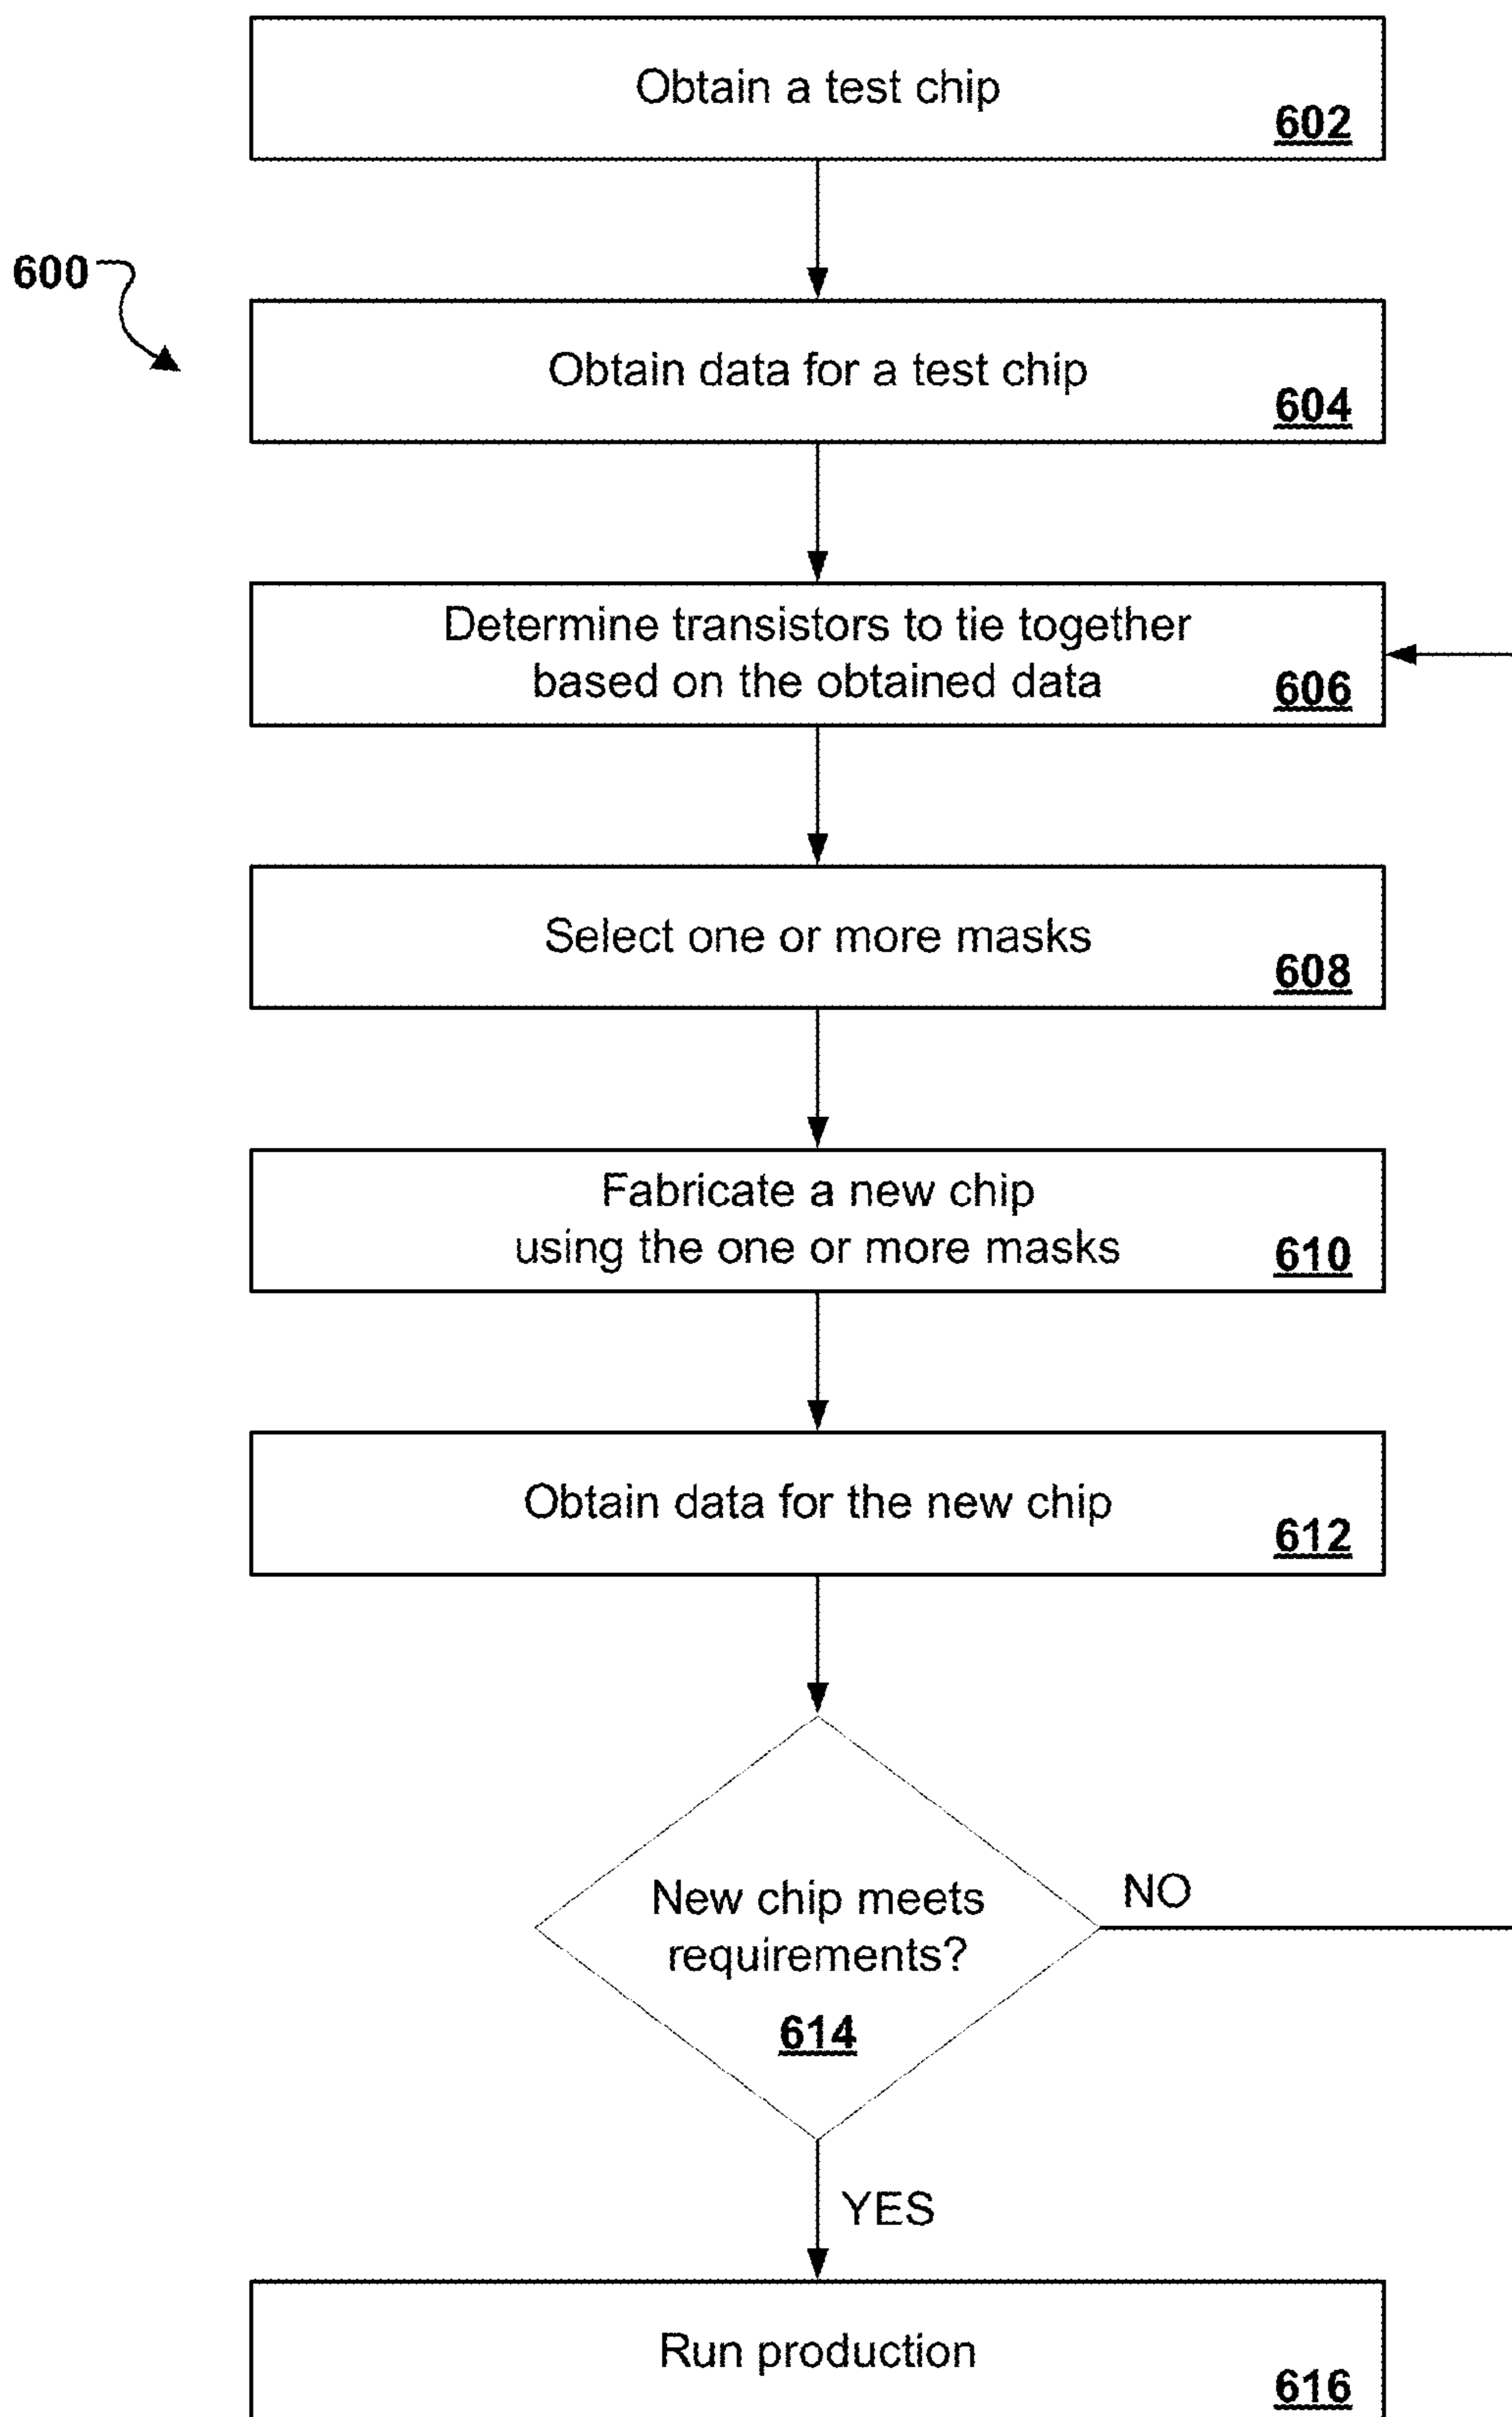 Obtain a test chip
602
600
Obtain data for a test chip
604
Determine transistors to tie together
based on the obtained data
606
Select one or more masks
608
Fabricate a new chip
using the one or more masks
610
Obtain data for the new chip
612
New chip meets
requirements?
614
NO
YES
Run production
616